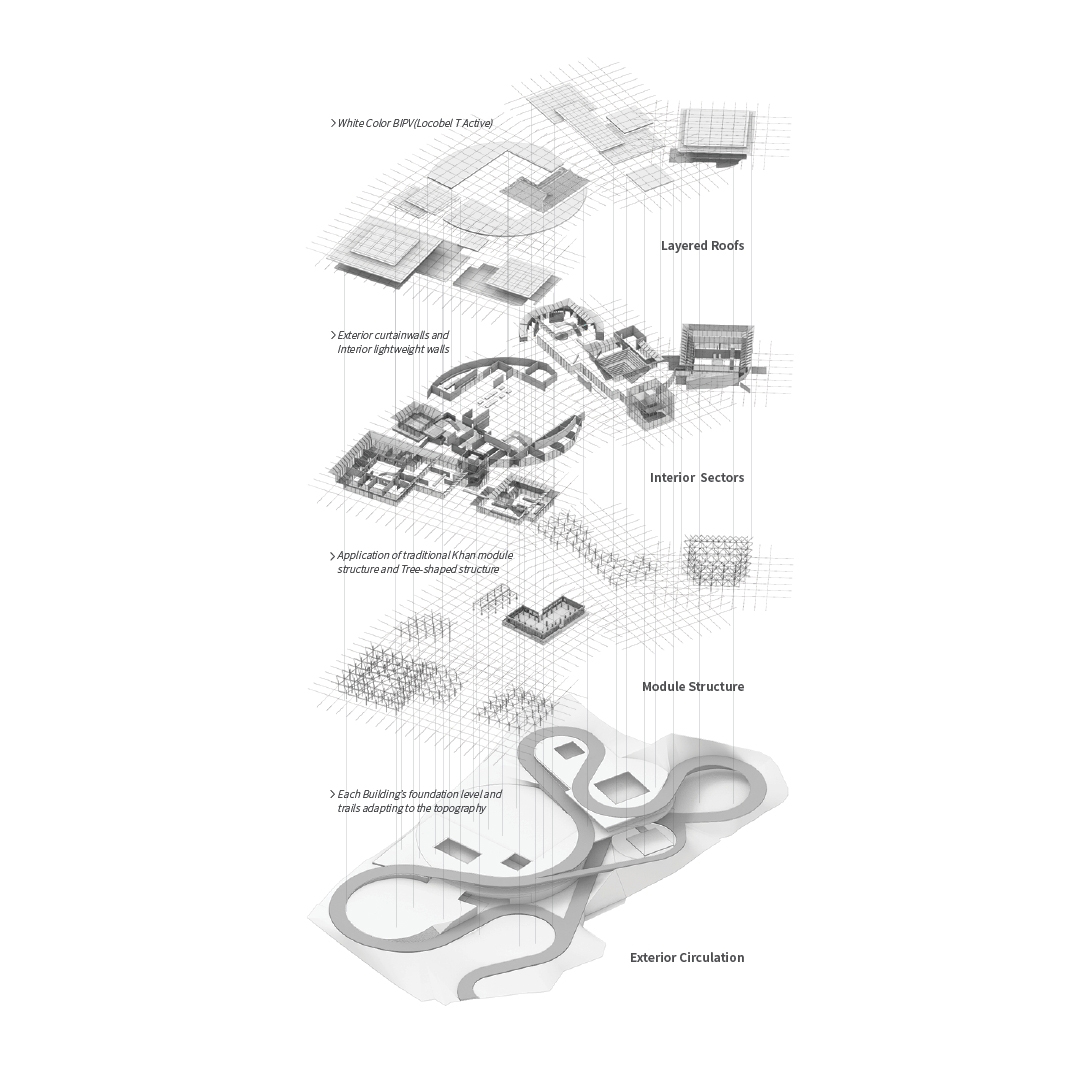 White Color BIPV(Locobel T Active)
Layered Roofs
Exterior curtainwalls and
Interior lightweight walls
Interior Sectors
Application of traditional Khan module
structure and Tree-shaped structure
Module Structure
Each Building's foundation level and
trails adapting to the topography
Exterior Circulation